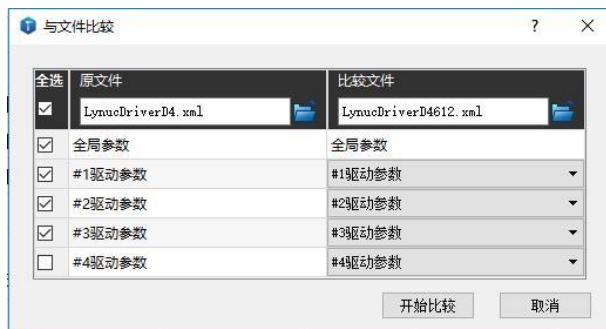 与文件比较
全选 原文件 比较文件
LynucDriverD4.xml LynucDriverD4612.xml
全局参数 全局参数
#1驱动参数 #1驱动参数
#2驱动参数 #2驱动参数
#3驱动参数 #3驱动参数
#4驱动参数 #4驱动参数
开始比较 取消